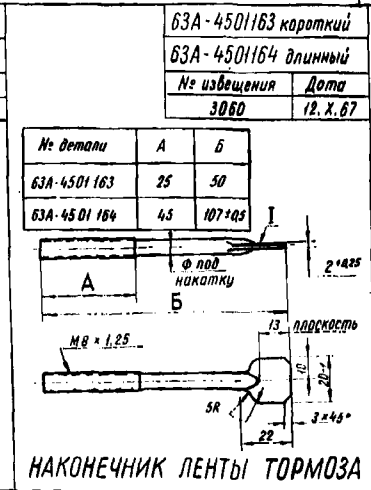 63А-4501163 короткий
63А-4501164 длинный
№ извещения Дата
3060 12.X.67
№ детали А Б
63А-4501163 25 50
63А-4501164 45 107±0,5
I
Ф под
накатку
2±0,25
А
Б
13 плоскость
М8×1,25
10
20-1
5R
3×45°
22
НАКОНЕЧНИК ЛЕНТЫ ТОРМОЗА